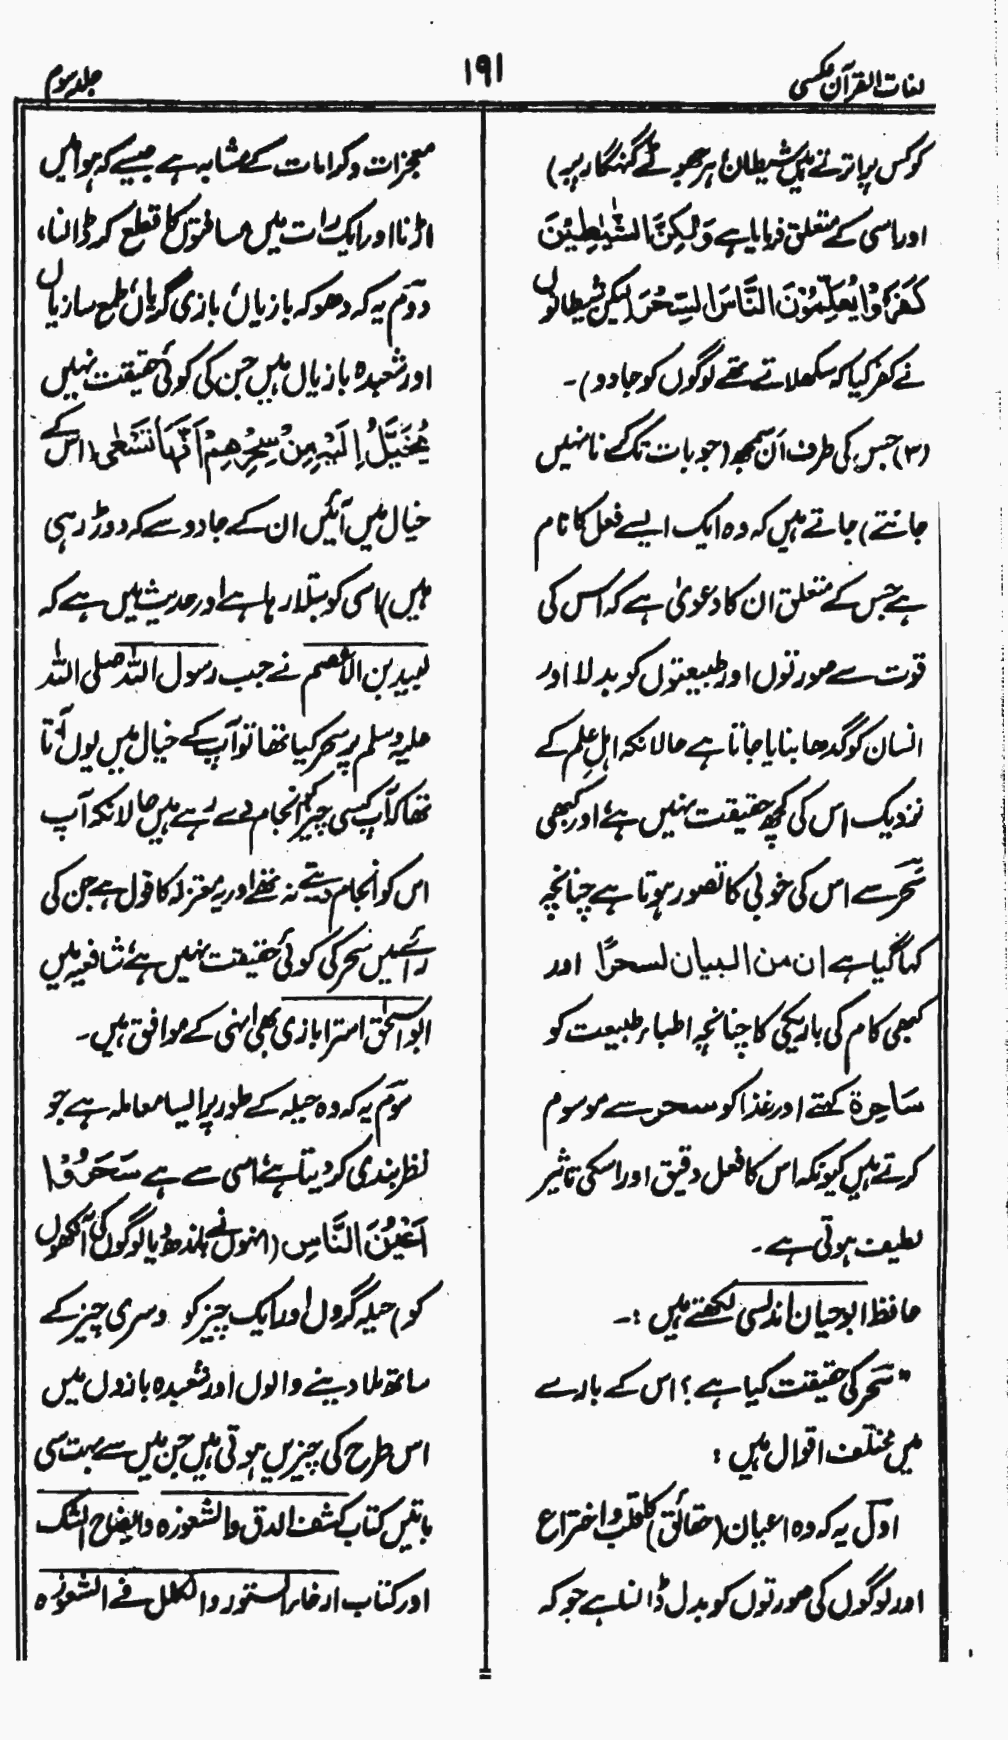 لغات القرآن عکسی
۱۹۱
جلد سوم
کو کس پر اترتے ہیں شیطان ہر جھوٹے گنہگار پر)
اور اسی کے متعلق فرمایا ہے وَلٰكِنَّ الشَّيٰطِيْنَ
كَفَرُوْا يُعَلِّمُوْنَ النَّاسَ السِّحْرَ (لیکن شیطانوں
نے کفر کیا کہ سکھلاتے تھے لوگوں کو جادو)۔
(۳) جس کی طرف اَن سمجھ (جو بات تک کرنا نہیں
جانتے) جاتے ہیں کہ وہ ایک ایسے فعل کا نام
ہے جس کے متعلق ان کا دعویٰ ہے کہ اس کی
قوت سے صورتوں اور طبیعتوں کو بدلا اور
انسان کو گدھا بنایا جاتا ہے حالانکہ اہلِ علم کے
نزدیک اس کی کچھ حقیقت نہیں ہے، اور کبھی
سحر سے اس کی خوبی کا تصور ہوتا ہے چنانچہ
کہا گیا ہے ان من البیان لسحرًا اور
کبھی کام کی باریکی کا چنانچہ اطباء طبیعت کو
سَاحِرَۃ کہتے اور غذا کو سحر سے موسوم
کرتے ہیں کیونکہ اس کا فعل دقیق اور اسکی تاثیر
لطیف ہوتی ہے۔
حافظ ابوحیان اندلسی لکھتے ہیں :۔
"سحر کی حقیقت کیا ہے؟ اس کے بارے
میں مختلف اقوال ہیں :
اول یہ کہ وہ اعیان (حقائق) کا قلب و اختراع
اور لوگوں کی صورتوں کو بدل ڈالنا ہے جو کہ
معجزات و کرامات کے مشابہ ہے جیسے کہ ہوا میں
اڑنا اور ایک رات میں مسافتوں کا قطع کر ڈالنا،
دوم یہ کہ دھوکہ بازیاں، بازی گریاں، ملمع سازیاں
اور شعبدہ بازیاں ہیں جن کی کوئی حقیقت نہیں
يُخَيَّلُ اِلَيْهِ مِنْ سِحْرِهِمْ اَنَّهَا تَسْعٰى (اس کے
خیال میں آئیں ان کے جادو سے کہ دوڑ رہی
ہیں) اسی کو بتلا رہا ہے اور حدیث میں ہے کہ
لبید بن الاعصم نے جب رسول اللہ صلی اللہ
علیہ وسلم پر سحر کیا تھا تو آپ کے خیال میں یوں آتا
تھا کہ آپ کسی چیز کو انجام دے رہے ہیں حالانکہ آپ
اس کو انجام دیتے نہ تھے اور یہ معتزلہ کا قول ہے جن کی
رائے میں سحر کی کوئی حقیقت نہیں ہے، شافعیہ میں
ابو اسحٰق استرابازی بھی انہی کے موافق ہیں۔
سوم یہ کہ وہ حیلہ کے طور پر ایسا معاملہ ہے جو
نظر بندی کر دیتا ہے، اسی سے ہے سَحَرُوْٓا
اَعْيُنَ النَّاسِ (انہوں نے باندھ دیا لوگوں کی آنکھوں
کو) حیلہ گروں اور ایک چیز کو دوسری چیز کے
ساتھ ملا دینے والوں اور شعبدہ بازوں میں
اس طرح کی چیزیں ہوتی ہیں جن میں سے بہت سی
باتیں کتاب کشف الدق والشعوذہ وایضاح الشک
اور کتاب ارخاء الستور والکلل فی الشعوذہ